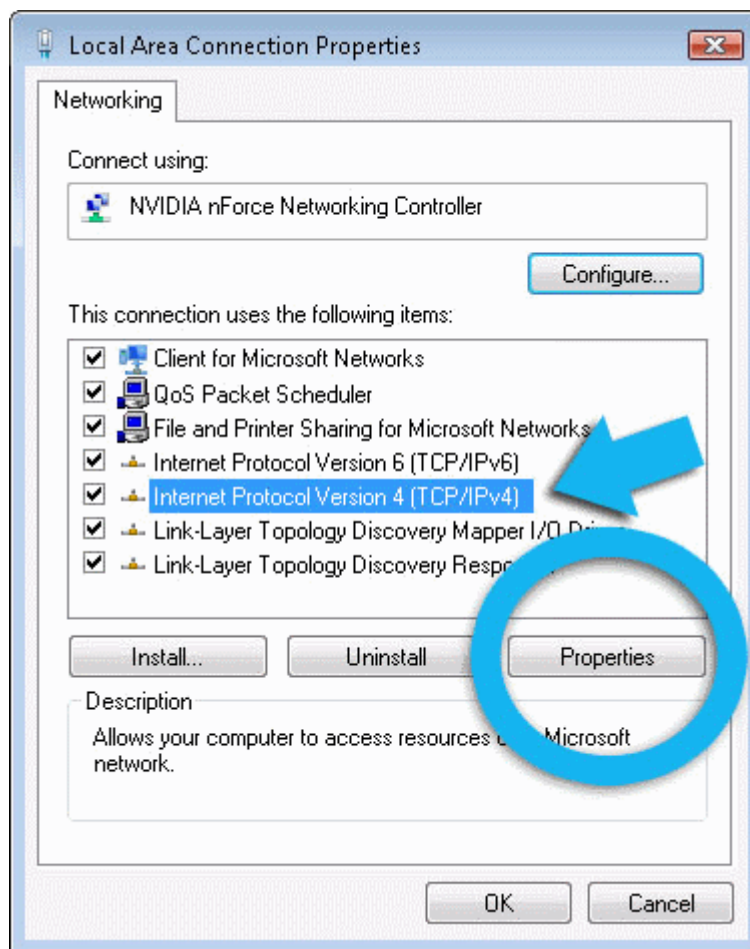 Local Area Connection Properties
Networking
Connect using:
NVIDIA nForce Networking Controller
Configure...
This connection uses the following items:
Client for Microsoft Networks
QoS Packet Scheduler
File and Printer Sharing for Microsoft Networks
Internet Protocol Version 6 (TCP/IPv6)
Internet Protocol Version 4 (TCP/IPv4)
Link-Layer Topology Discovery Mapper I/O
Link-Layer Topology Discovery
Install...
Uninstall
Properties
Description
Allows your computer to access resources Microsoft
network.
OK
Cancel